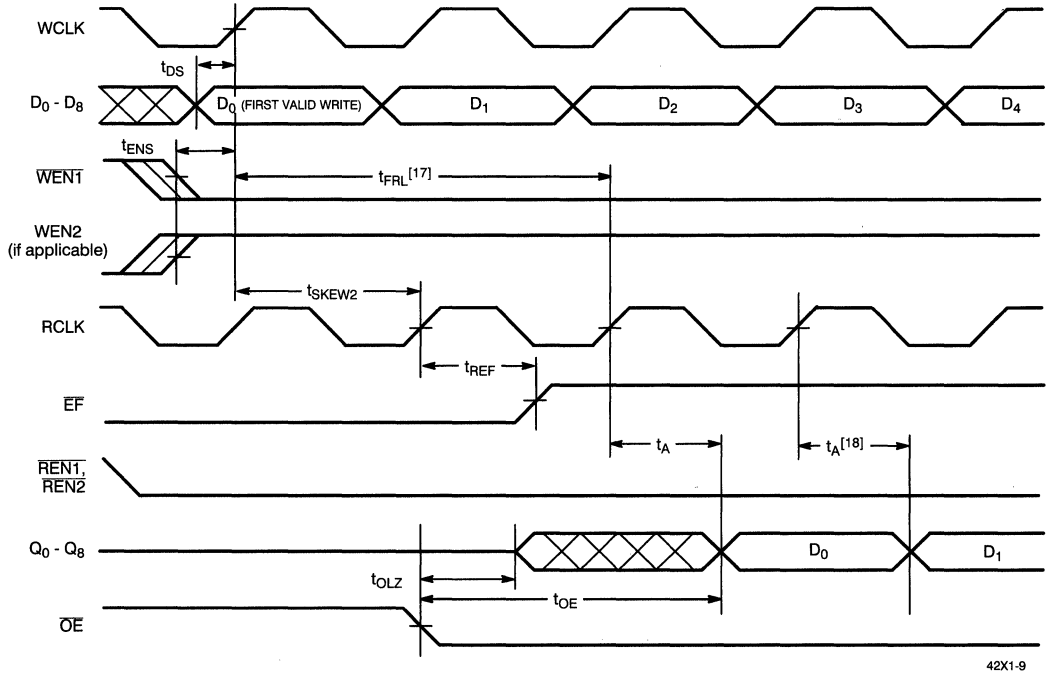 WCLK
tDS
D0 - D8
D0 (FIRST VALID WRITE)
D1
D2
D3
D4
tENS
WEN1
tFRL[17]
WEN2
(if applicable)
tSKEW2
RCLK
tREF
EF
tA
tA[18]
REN1,
REN2
Q0 - Q8
D0
D1
tOLZ
tOE
OE
42X1-9